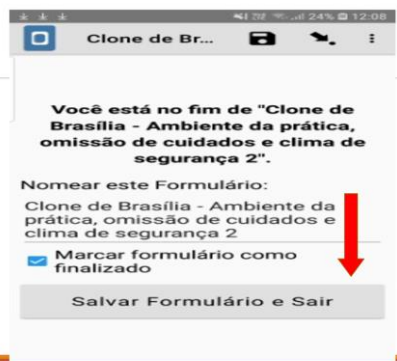 24% 12:08
Clone de Br...
Você está no fim de "Clone de
Brasília - Ambiente da prática,
omissão de cuidados e clima de
segurança 2".
Nomear este Formulário:
Clone de Brasília - Ambiente da
prática, omissão de cuidados e
clima de segurança 2
Marcar formulário como
finalizado
Salvar Formulário e Sair